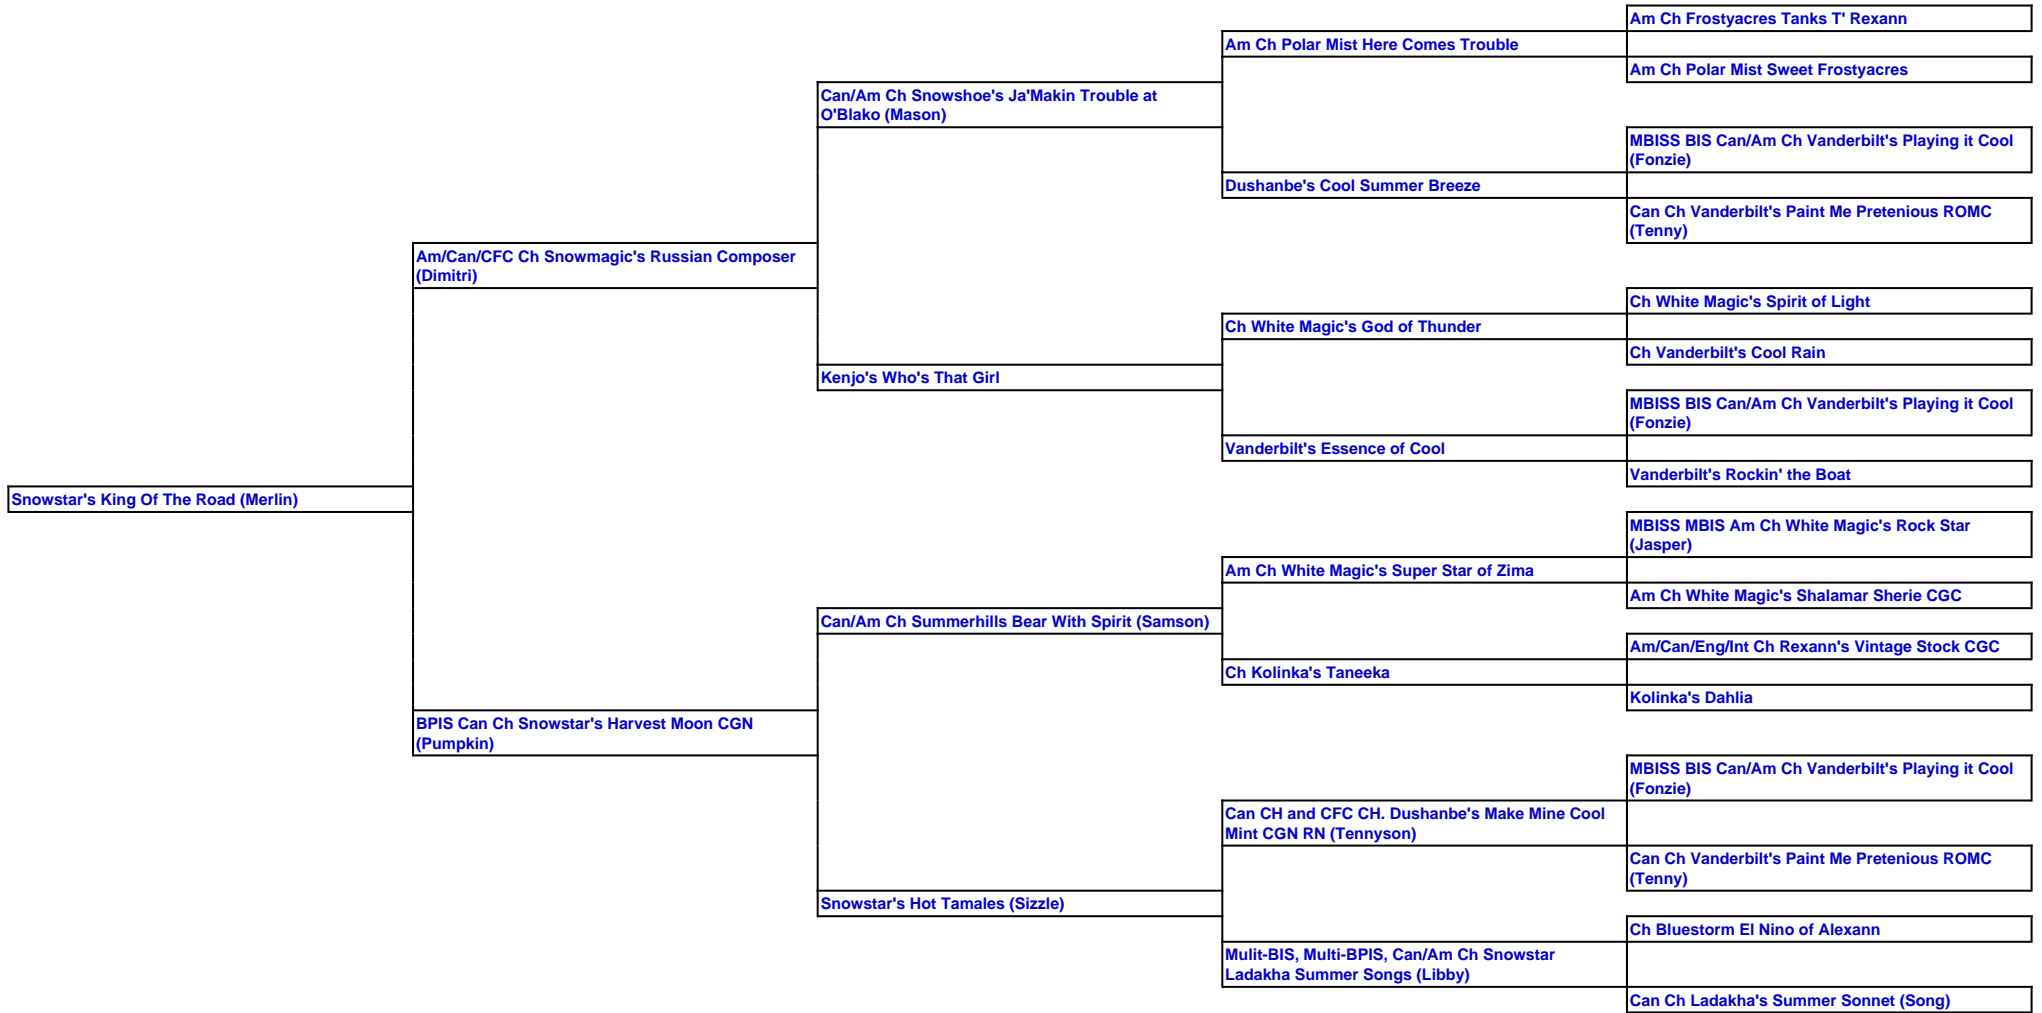 Am Ch Frostyacres Tanks T' Rexann
Am Ch Polar Mist Here Comes Trouble
Am Ch Polar Mist Sweet Frostyacres
Can/Am Ch Snowshoe's Ja'Makin Trouble at
O'Blako (Mason)
MBISS BIS Can/Am Ch Vanderbilt's Playing it Cool
(Fonzie)
Dushanbe's Cool Summer Breeze
Can Ch Vanderbilt's Paint Me Pretenious ROMC
(Tenny)
Am/Can/CFC Ch Snowmagic's Russian Composer
(Dimitri)
Ch White Magic's Spirit of Light
Ch White Magic's God of Thunder
Ch Vanderbilt's Cool Rain
Kenjo's Who's That Girl
MBISS BIS Can/Am Ch Vanderbilt's Playing it Cool
(Fonzie)
Vanderbilt's Essence of Cool
Vanderbilt's Rockin' the Boat
Snowstar's King Of The Road (Merlin)
MBISS MBIS Am Ch White Magic's Rock Star
(Jasper)
Am Ch White Magic's Super Star of Zima
Am Ch White Magic's Shalamar Sherie CGC
Can/Am Ch Summerhills Bear With Spirit (Samson)
Am/Can/Eng/Int Ch Rexann's Vintage Stock CGC
Ch Kolinka's Taneeka
Kolinka's Dahlia
BPIS Can Ch Snowstar's Harvest Moon CGN
(Pumpkin)
MBISS BIS Can/Am Ch Vanderbilt's Playing it Cool
(Fonzie)
Can CH and CFC CH. Dushanbe's Make Mine Cool
Mint CGN RN (Tennyson)
Can Ch Vanderbilt's Paint Me Pretenious ROMC
(Tenny)
Snowstar's Hot Tamales (Sizzle)
Ch Bluestorm El Nino of Alexann
Mulit-BIS, Multi-BPIS, Can/Am Ch Snowstar
Ladakha Summer Songs (Libby)
Can Ch Ladakha's Summer Sonnet (Song)